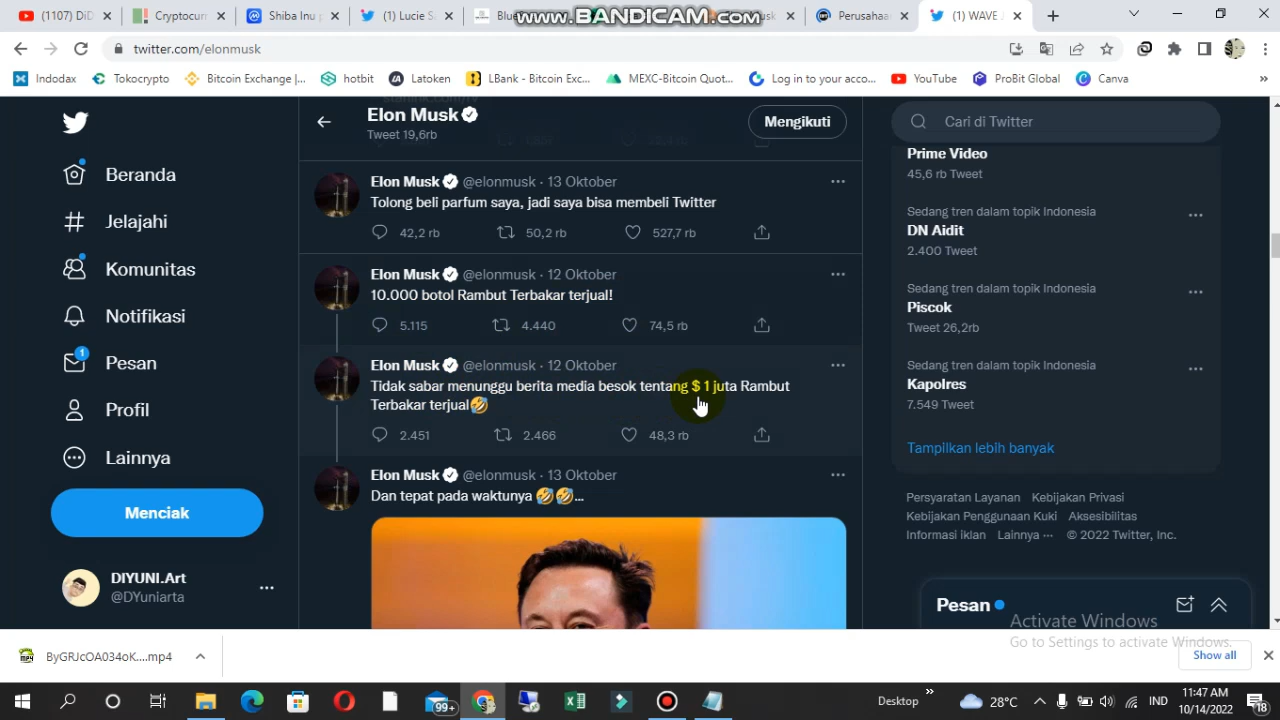 (1107) DiD
Cryptocurr
Shiba Inu p
(1) Lucie Sa
Blue
usk
Perusahaa
(1) WAVE
www.BANDICAM.com
twitter.com/elonmusk
Indodax
Tokocrypto
Bitcoin Exchange |...
hotbit
Latoken
LBank - Bitcoin Exc...
MEXC-Bitcoin Quot...
Log in to your acco...
YouTube
ProBit Global
Canva
»
Beranda
Jelajahi
Komunitas
Notifikasi
1
Pesan
Profil
Lainnya
Menciak
DIYUNI.Art
@DYuniarta
Elon Musk
Tweet 19,6rb
Mengikuti
Elon Musk @elonmusk · 13 Oktober
Tolong beli parfum saya, jadi saya bisa membeli Twitter
42,2 rb 50,2 rb 527,7 rb
Elon Musk @elonmusk · 12 Oktober
10.000 botol Rambut Terbakar terjual!
5.115 4.440 74,5 rb
Elon Musk @elonmusk · 12 Oktober
Tidak sabar menunggu berita media besok tentang $ 1 juta Rambut
Terbakar terjual🤣
2.451 2.466 48,3 rb
Elon Musk @elonmusk · 13 Oktober
Dan tepat pada waktunya 🤣🤣...
Cari di Twitter
Prime Video
45,6 rb Tweet
Sedang tren dalam topik Indonesia
DN Aidit
2.400 Tweet
Sedang tren dalam topik Indonesia
Piscok
Tweet 26,2rb
Sedang tren dalam topik Indonesia
Kapolres
7.549 Tweet
Tampilkan lebih banyak
Persyaratan Layanan Kebijakan Privasi
Kebijakan Penggunaan Kuki Aksesibilitas
Informasi iklan Lainnya ··· © 2022 Twitter, Inc.
Pesan
Activate Windows
Go to Settings to activate Windows.
ByGRJcOA034oK....mp4
Show all
99+
Desktop
»
28°C
IND
11:47 AM
10/14/2022
18